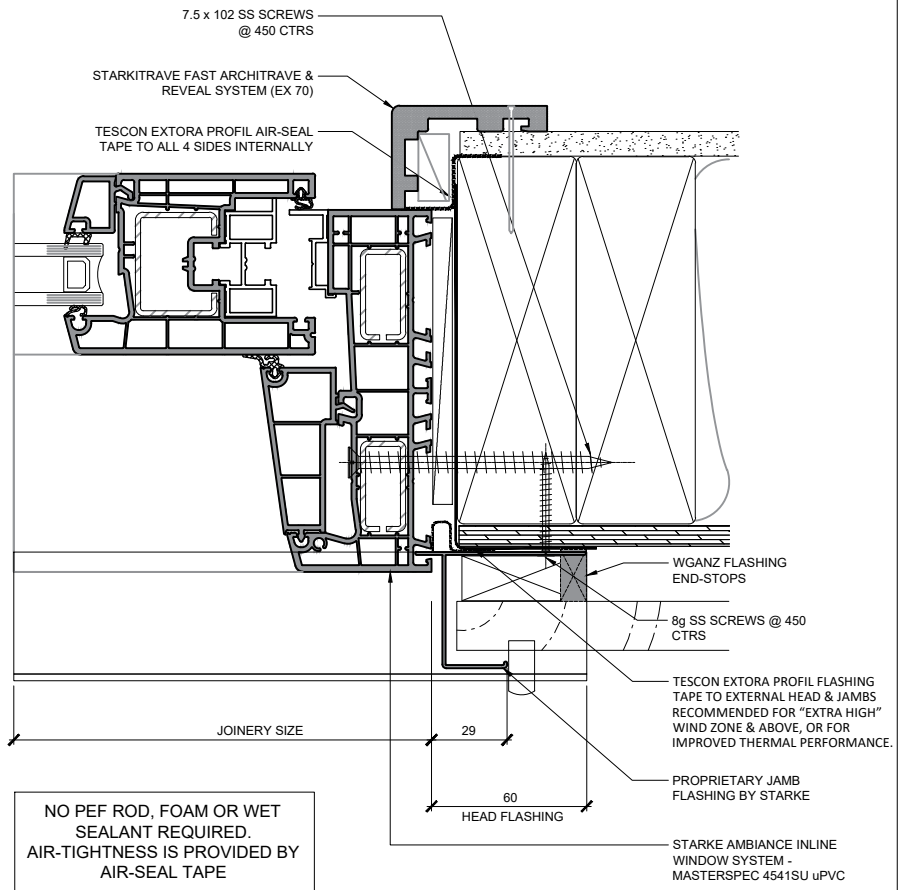 7.5 x 102 SS SCREWS
@ 450 CTRS
STARKITRAVE FAST ARCHITRAVE &
REVEAL SYSTEM (EX 70)
TESCON EXTORA PROFIL AIR-SEAL
TAPE TO ALL 4 SIDES INTERNALLY
WGANZ FLASHING
END-STOPS
8g SS SCREWS @ 450
CTRS
TESCON EXTORA PROFIL FLASHING
TAPE TO EXTERNAL HEAD & JAMBS
RECOMMENDED FOR “EXTRA HIGH”
WIND ZONE & ABOVE, OR FOR
IMPROVED THERMAL PERFORMANCE.
JOINERY SIZE
29
60
HEAD FLASHING
PROPRIETARY JAMB
FLASHING BY STARKE
STARKE AMBIANCE INLINE
WINDOW SYSTEM -
MASTERSPEC 4541SU uPVC
NO PEF ROD, FOAM OR WET
SEALANT REQUIRED.
AIR-TIGHTNESS IS PROVIDED BY
AIR-SEAL TAPE